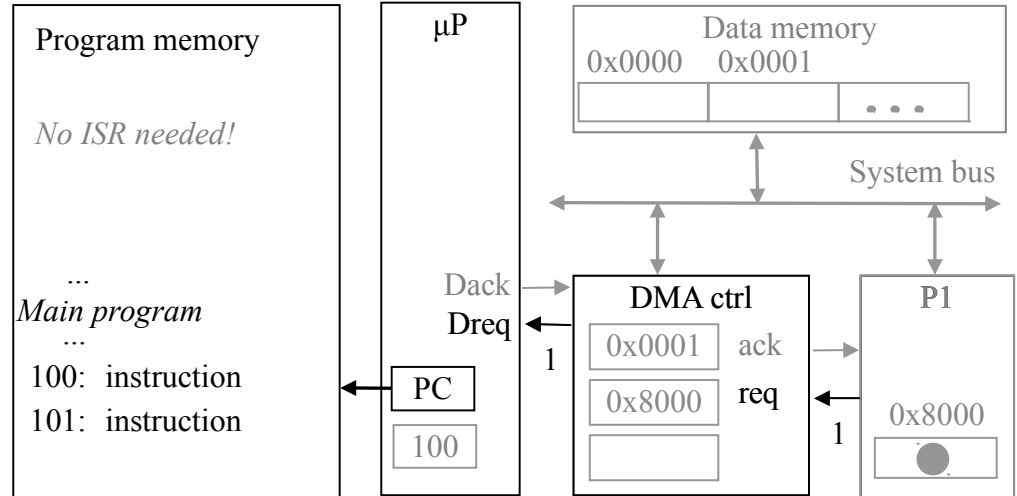 Program memory
No ISR needed!
...
Main program
...
100: instruction
101: instruction
μP
Dack
Dreq
PC
100
Data memory
0x0000 0x0001
...
System bus
1
DMA ctrl
0x0001 ack
0x8000 req
1
P1
0x8000